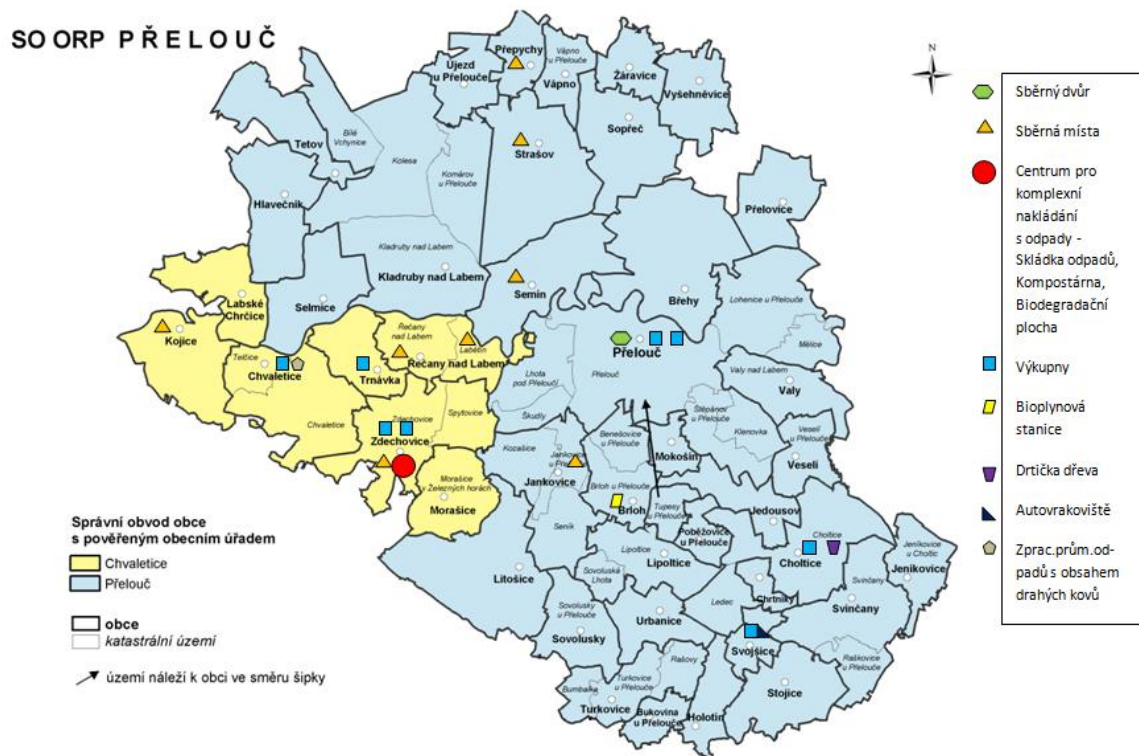 SO ORP PŘELOUČ
N
Přepychy
Vápno
u Přelouče
Újezd
u Přelouče
Vápno
Žáravice
Vyšehněvice
Sopřeč
Tetov
Bílé
Vchynice
Kolesa
Komárov
u Přelouče
Strašov
Hlavečník
Přelovice
Kladruby nad Labem
Kladruby nad Labem
Labské
Chrčice
Selmice
Semín
Břehy
Lohenice u Přelouče
Mělice
Kojice
Řečany
nad Labem
Labětín
Řečany nad Labem
Telčice
Chvaletice
Trnávka
Přelouč
Přelouč
Lhota
pod Přeloučí
Valy nad Labem
Valy
Chvaletice
Zdechovice
Spytovice
Zdechovice
Škudly
Štěpánov
u Přelouče
Klenovka
Benešovice
u Přelouče
Mokošín
Veselí
u Přelouče
Veselí
Kozašice
Jankovice
Jankovice
Morašice
v Železných horách
Morašice
Brloh u Přelouče
Brloh
Tupesy
u Přelouče
Jedousov
Seník
Poběžovice
u Přelouče
Choltice
Choltice
Jeníkovice
u Choltic
Jeníkovice
Litošice
Lipoltice
Lipoltice
Sovoluská
Lhota
Svinčany
Svinčany
Chrtníky
Ledec
Sovolusky
u Přelouče
Sovolusky
Urbanice
Svojšice
Raškovice
u Přelouče
Rašovy
Stojice
Bumbalka
Turkovice
u Přelouče
Turkovice
Bukovina
u Přelouče
Holotín
Správní obvod obce
s pověřeným obecním úřadem
Chvaletice
Přelouč
obce
katastrální území
území náleží k obci ve směru šipky
Sběrný dvůr
Sběrná místa
Centrum pro
komplexní
nakládání
s odpady -
Skládka odpadů,
Kompostárna,
Biodegradační
plocha
Výkupny
Bioplynová
stanice
Drtička dřeva
Autovrakoviště
Zprac.prům.od-
padů s obsahem
drahých kovů